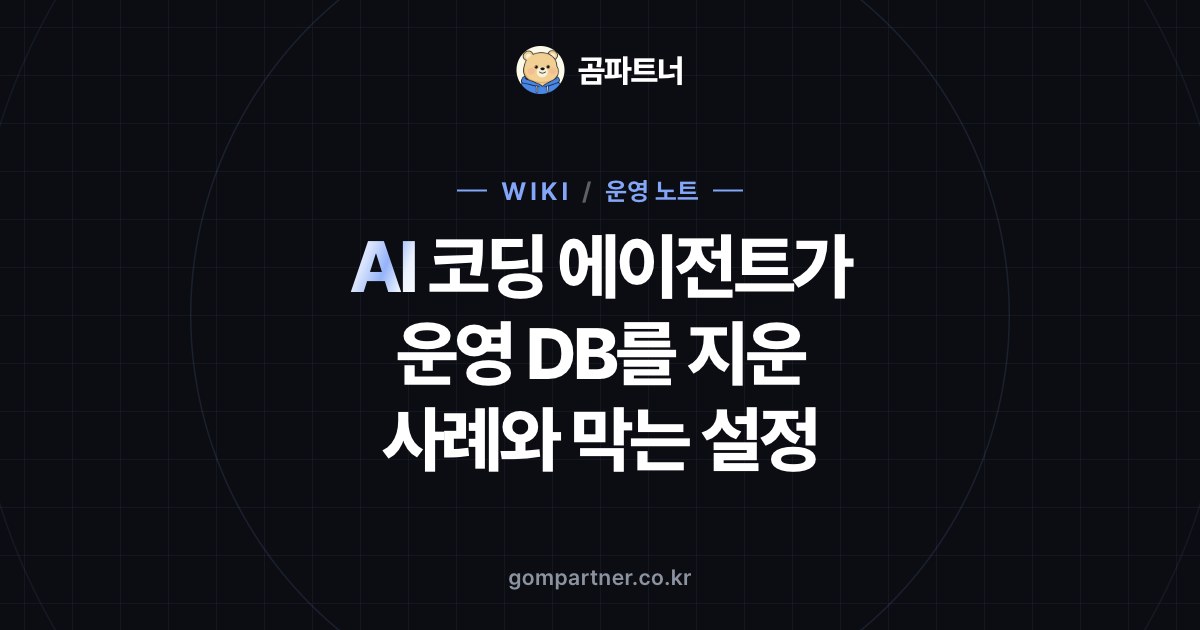 곰파트너
WIKI / 운영 노트
AI 코딩 에이전트가
운영 DB를 지운
사례와 막는 설정
gompartner.co.kr